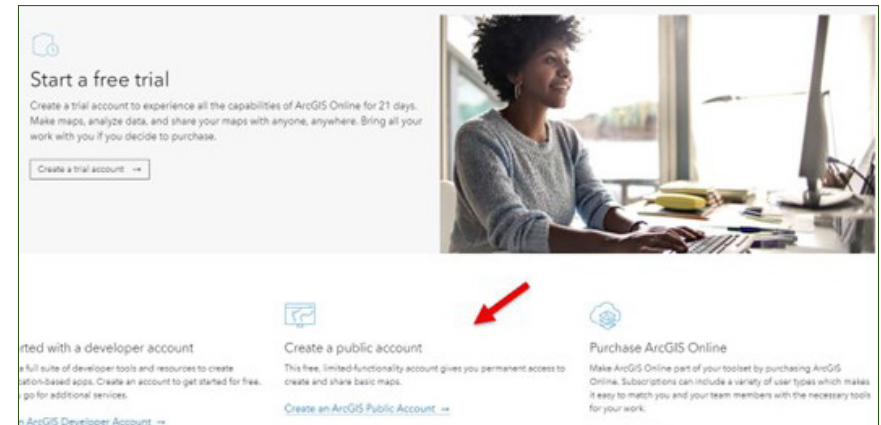 Start a free trial
Create a trial account to experience all the capabilities of ArcGIS Online for 21 days.
Make maps, analyze data, and share your maps with anyone, anywhere. Bring all your
work with you if you decide to purchase.
Create a trial account →
rted with a developer account
a full suite of developer tools and resources to create
cation-based apps. Create an account to get started for free.
go for additional services.
n ArcGIS Developer Account →
Create a public account
This free, limited-functionality account gives you permanent access to
create and share basic maps.
Create an ArcGIS Public Account →
Purchase ArcGIS Online
Make ArcGIS Online part of your toolset by purchasing ArcGIS
Online. Subscriptions can include a variety of user types which makes
it easy to match you and your team members with the necessary tools
for your work.